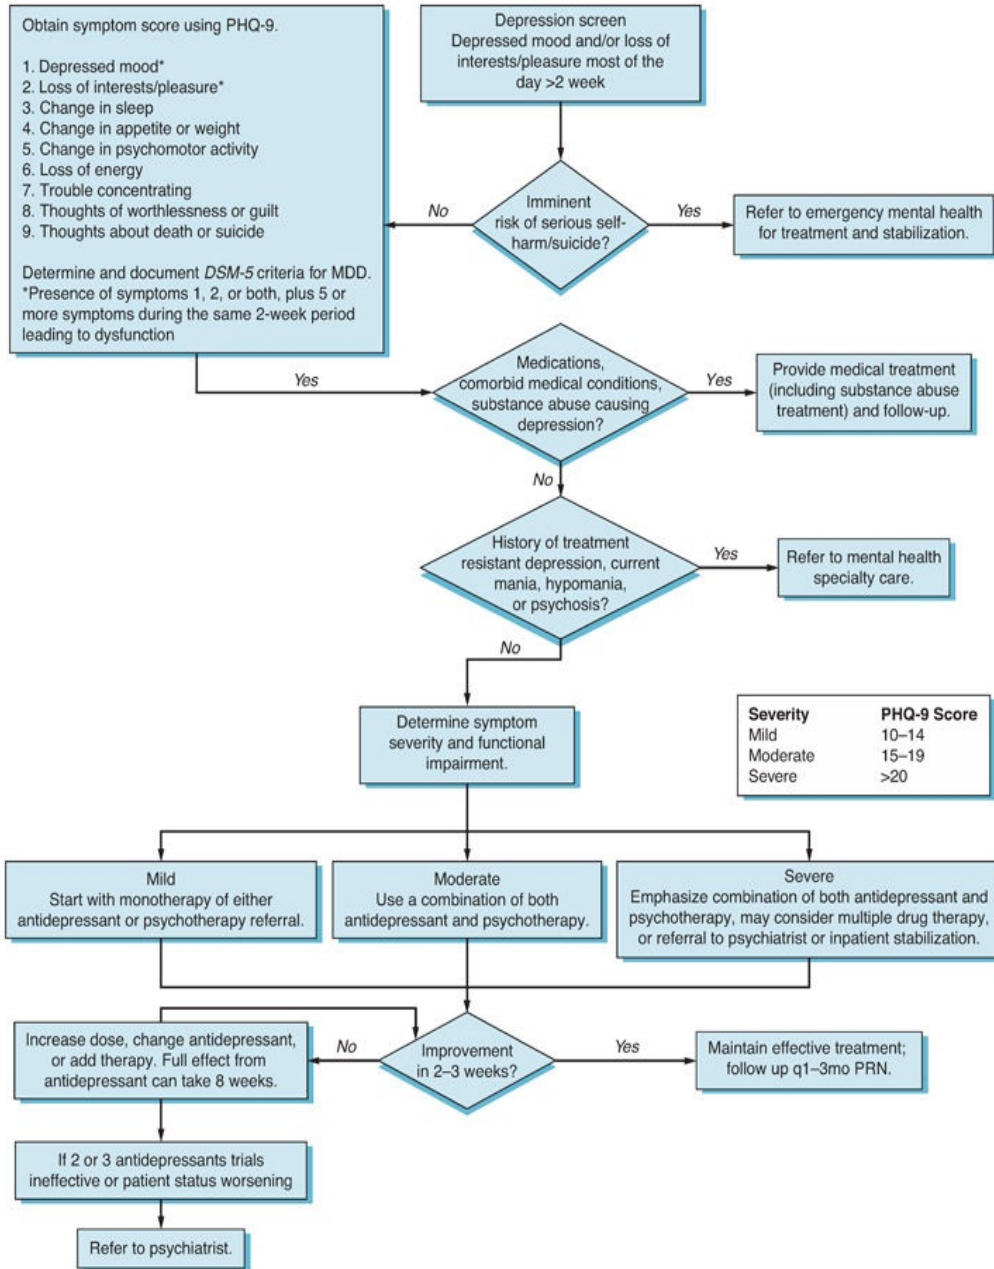 Obtain symptom score using PHQ-9.
1. Depressed mood*
2. Loss of interests/pleasure*
3. Change in sleep
4. Change in appetite or weight
5. Change in psychomotor activity
6. Loss of energy
7. Trouble concentrating
8. Thoughts of worthlessness or guilt
9. Thoughts about death or suicide
Determine and document DSM-5 criteria for MDD.
*Presence of symptoms 1, 2, or both, plus 5 or
more symptoms during the same 2-week period
leading to dysfunction
Depression screen
Depressed mood and/or loss of
interests/pleasure most of the
day >2 week
No
Imminent
risk of serious self-
harm/suicide?
Yes
Refer to emergency mental health
for treatment and stabilization.
Yes
Medications,
comorbid medical conditions,
substance abuse causing
depression?
Yes
Provide medical treatment
(including substance abuse
treatment) and follow-up.
No
History of treatment
resistant depression, current
mania, hypomania,
or psychosis?
Yes
Refer to mental health
specialty care.
No
Determine symptom
severity and functional
impairment.
Severity PHQ-9 Score
Mild 10–14
Moderate 15–19
Severe >20
Mild
Start with monotherapy of either
antidepressant or psychotherapy referral.
Moderate
Use a combination of both
antidepressant and psychotherapy.
Severe
Emphasize combination of both antidepressant and
psychotherapy, may consider multiple drug therapy,
or referral to psychiatrist or inpatient stabilization.
Increase dose, change antidepressant,
or add therapy. Full effect from
antidepressant can take 8 weeks.
No
Improvement
in 2–3 weeks?
Yes
Maintain effective treatment;
follow up q1–3mo PRN.
If 2 or 3 antidepressants trials
ineffective or patient status worsening
Refer to psychiatrist.